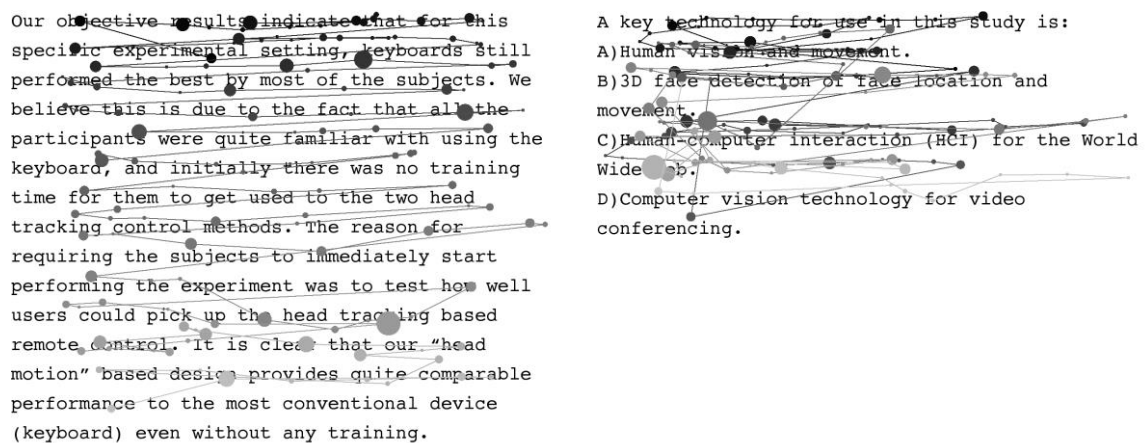 Our objective results indicate that for this
specific experimental setting, keyboards still
performed the best by most of the subjects. We
believe this is due to the fact that all the
participants were quite familiar with using the
keyboard, and initially there was no training
time for them to get used to the two head
tracking control methods. The reason for
requiring the subjects to immediately start
performing the experiment was to test how well
users could pick up the head tracking based
remote control. It is clear that our “head
motion” based design provides quite comparable
performance to the most conventional device
(keyboard) even without any training.
A key technology for use in this study is:
A)Human vision and movement.
B)3D face detection of face location and
movement.
C)Human-computer interaction (HCI) for the World
Wide Web.
D)Computer vision technology for video
conferencing.